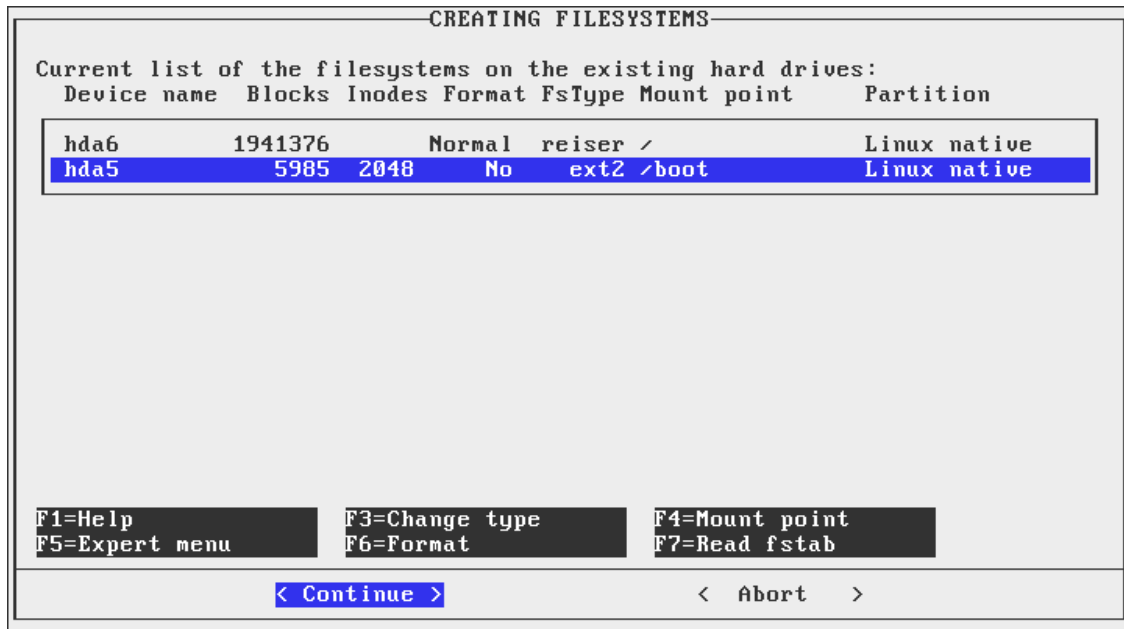 CREATING FILESYSTEMS
Current list of the filesystems on the existing hard drives:
Device name Blocks Inodes Format FsType Mount point Partition
hda6 1941376 Normal reiser / Linux native
hda5 5985 2048 No ext2 /boot Linux native
F1=Help F3=Change type F4=Mount point
F5=Expert menu F6=Format F7=Read fstab
< Continue > < Abort >